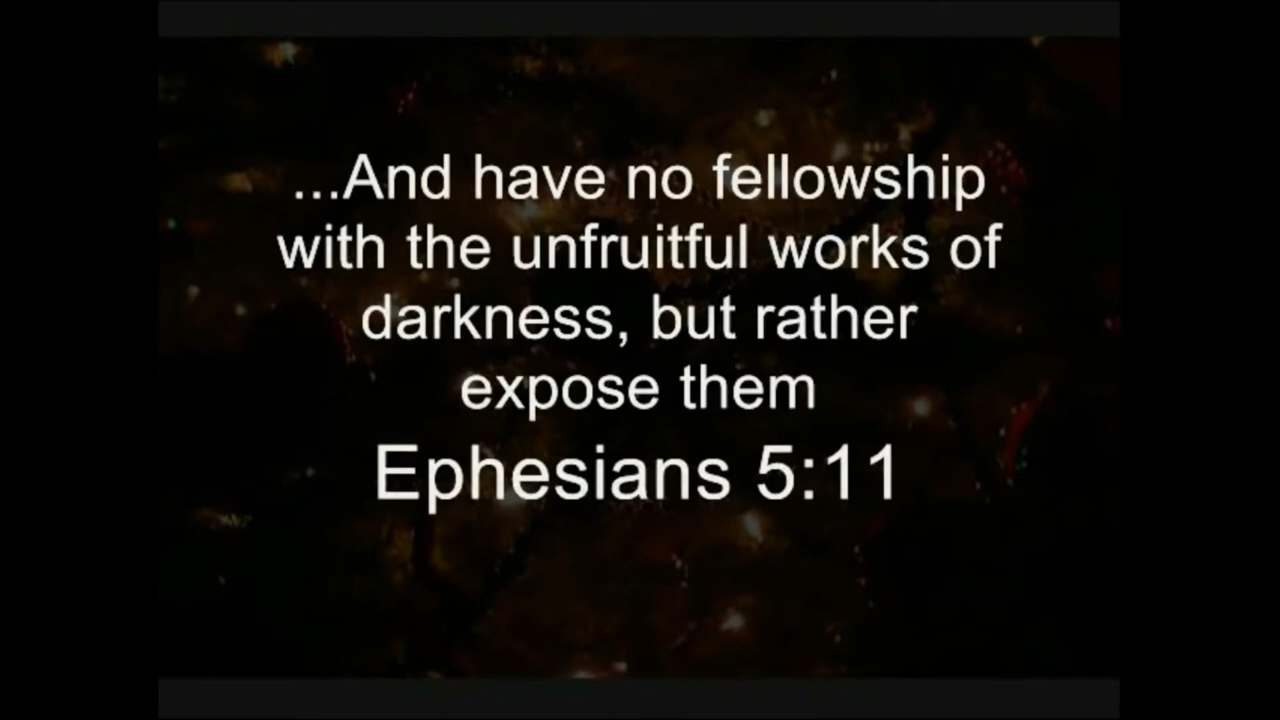 ...And have no fellowship
with the unfruitful works of
darkness, but rather
expose them
Ephesians 5:11